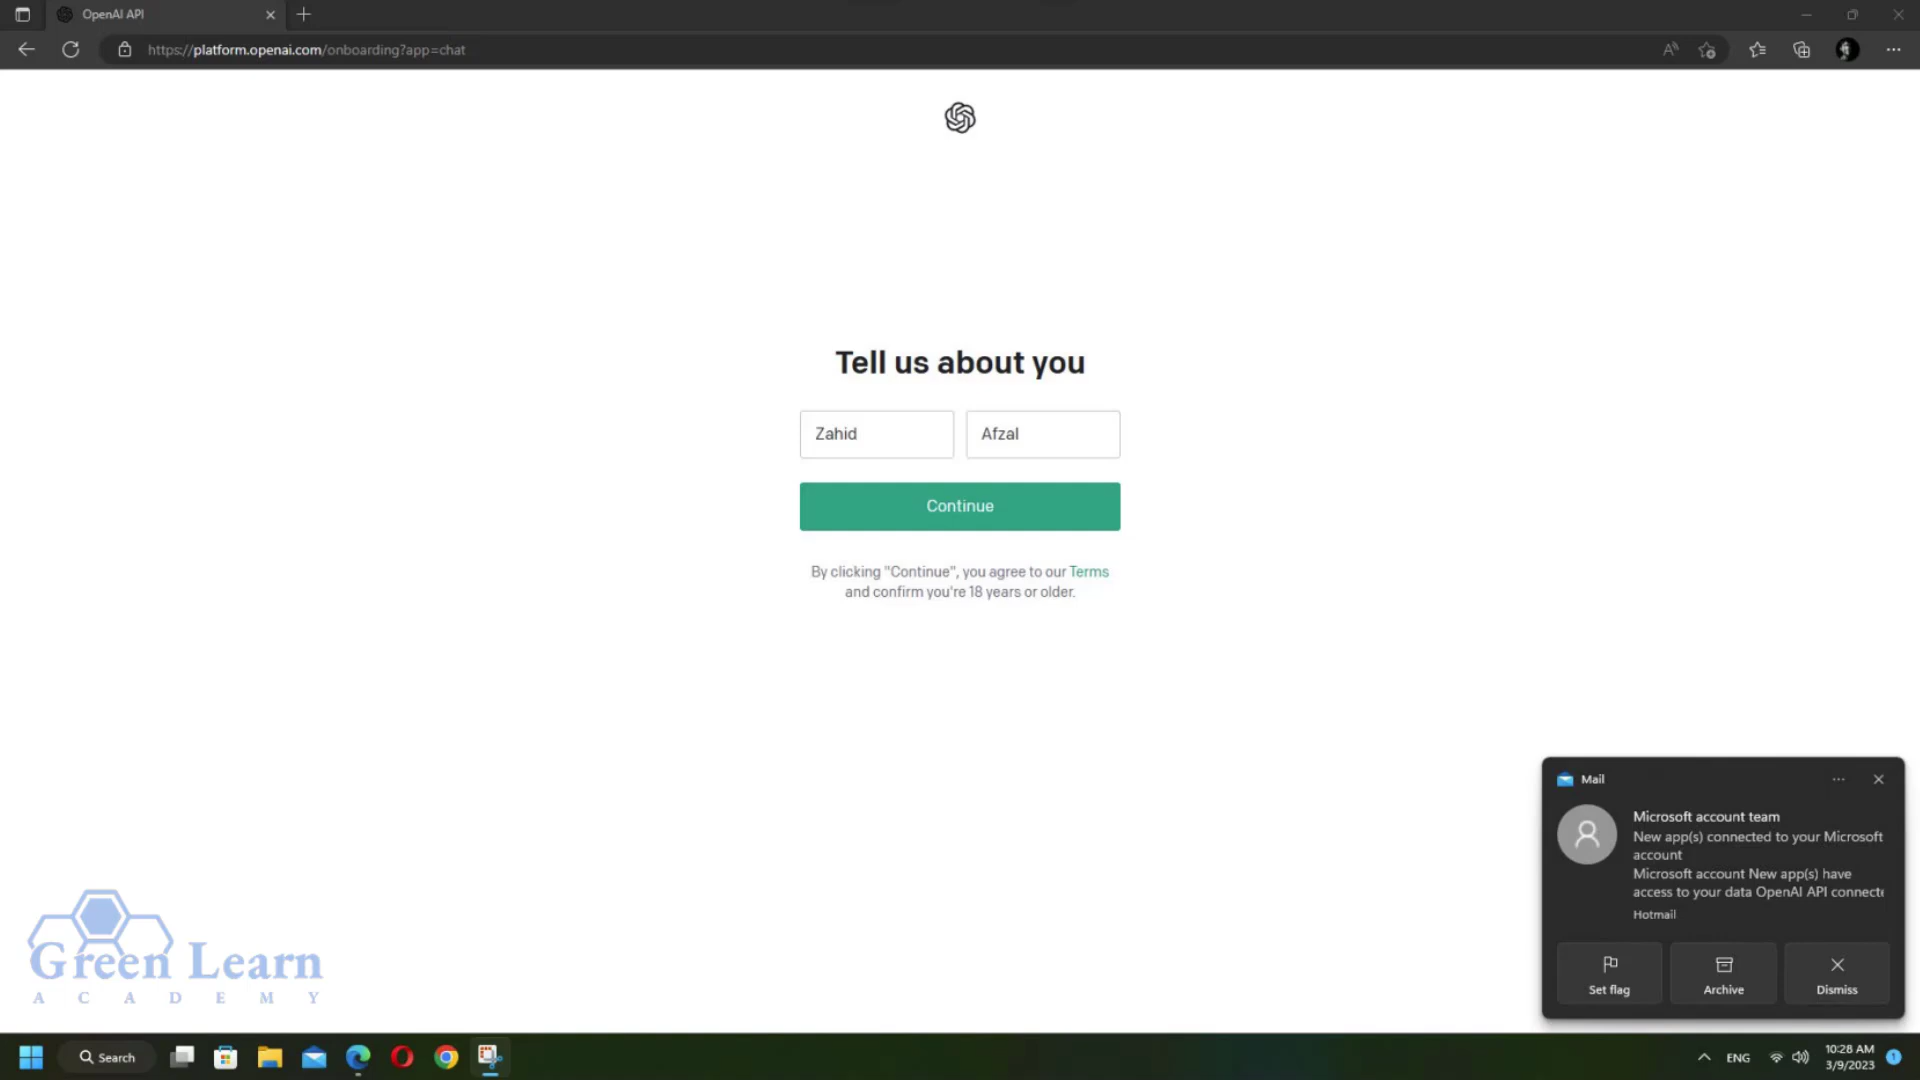 OpenAI API
https://platform.openai.com/onboarding?app=chat
Tell us about you
Zahid
Afzal
Continue
By clicking "Continue", you agree to our Terms
and confirm you're 18 years or older.
Mail
Microsoft account team
New app(s) connected to your Microsoft
account
Microsoft account New app(s) have
access to your data OpenAI API connecte
Hotmail
Set flag
Archive
Dismiss
Green Learn
ACADEMY
Search
ENG
10:28 AM
3/9/2023
1